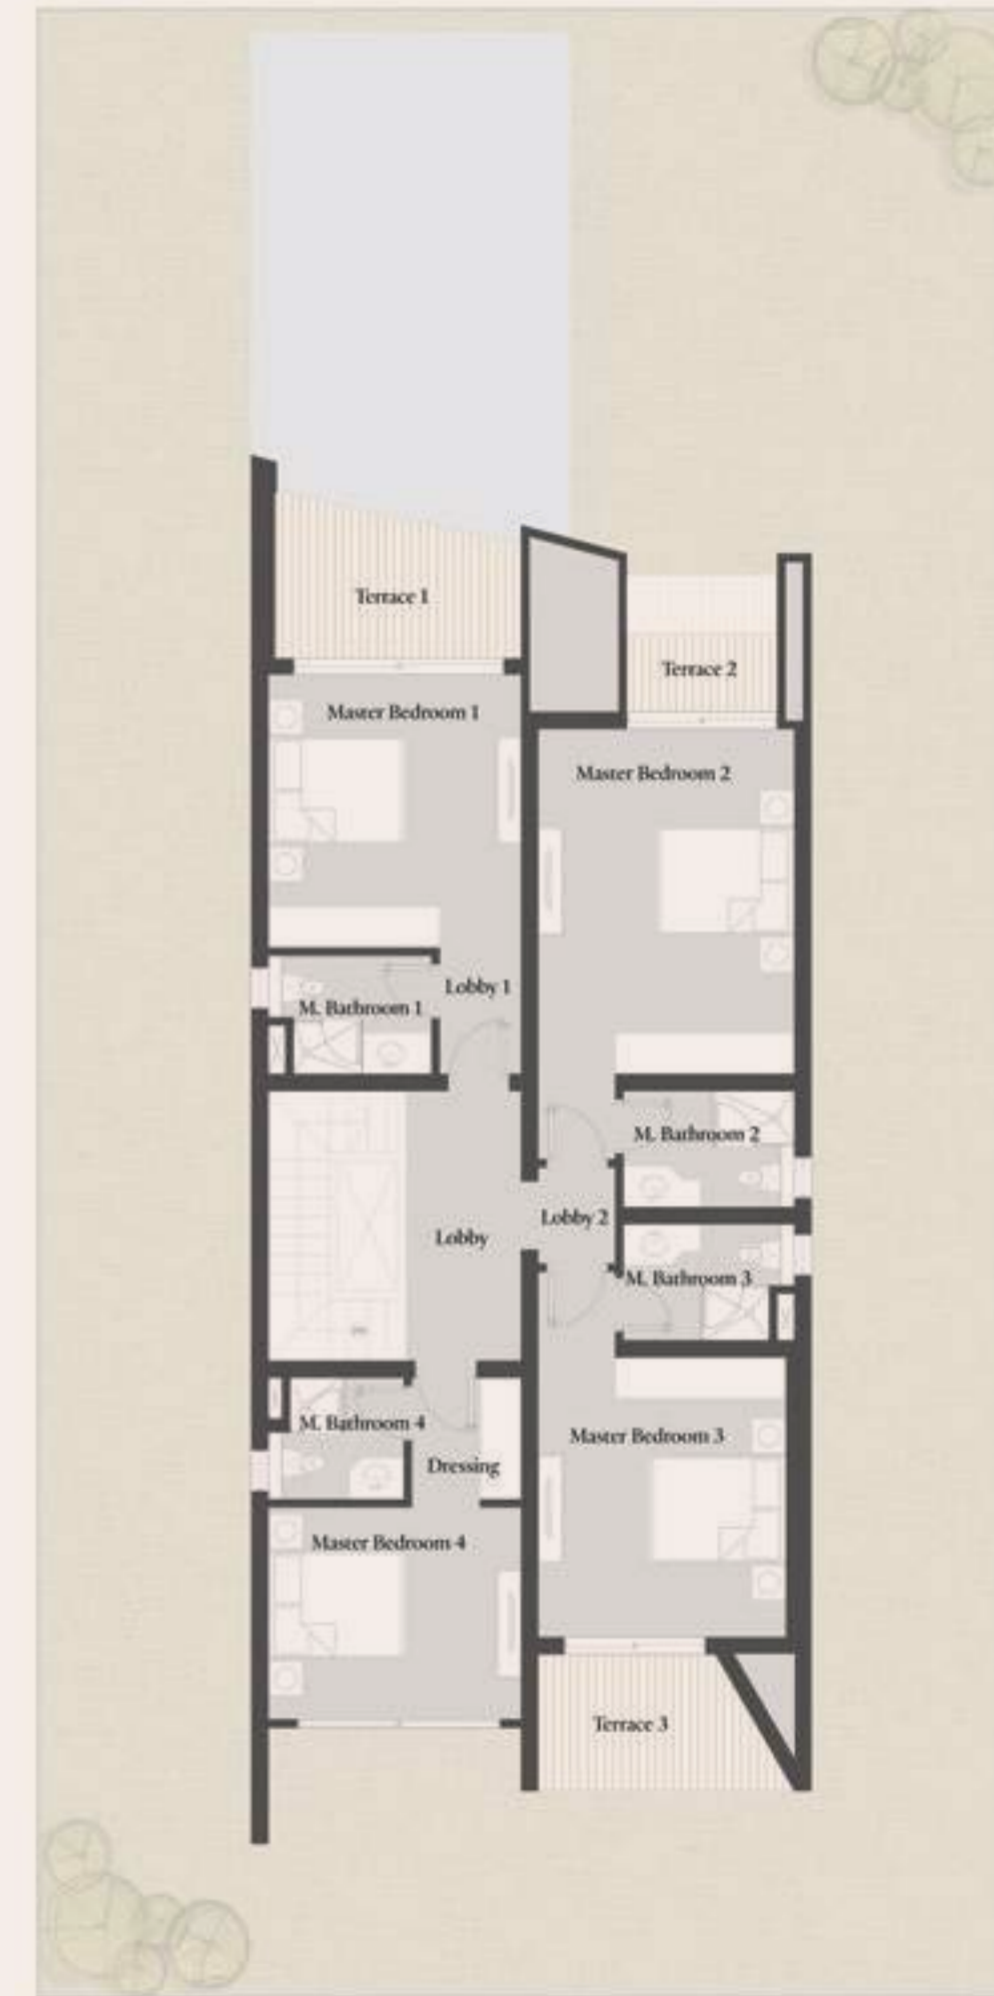 Terrace 1
Terrace 2
Master Bedroom 1
Master Bedroom 2
Lobby 1
M. Bathroom 1
M. Bathroom 2
Lobby 2
Lobby
M. Bathroom 3
M. Bathroom 4
Master Bedroom 3
Dressing
Master Bedroom 4
Terrace 3